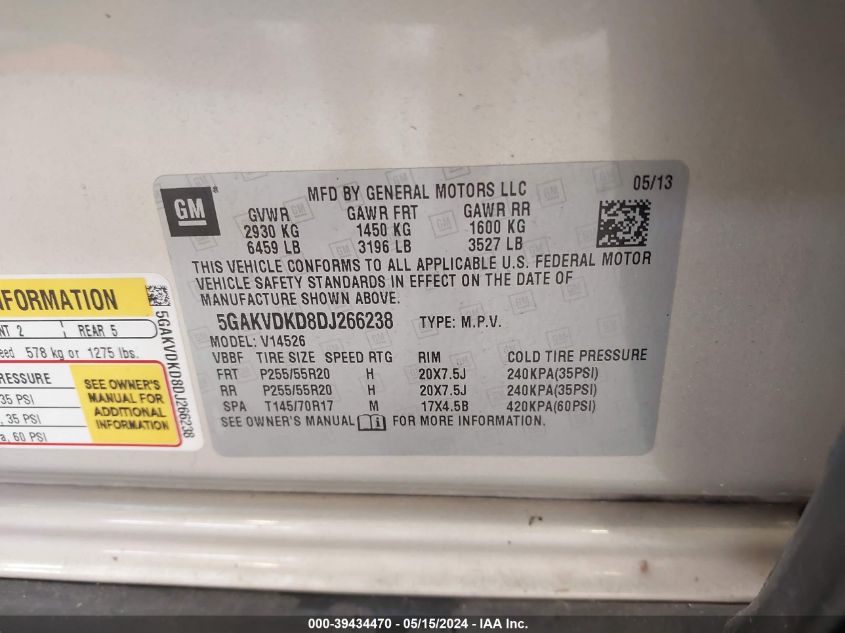 GM
MFD BY GENERAL MOTORS LLC 05/13
GVWR GAWR FRT GAWR RR
2930 KG 1450 KG 1600 KG
6459 LB 3196 LB 3527 LB
THIS VEHICLE CONFORMS TO ALL APPLICABLE U.S. FEDERAL MOTOR
VEHICLE SAFETY STANDARDS IN EFFECT ON THE DATE OF
MANUFACTURE SHOWN ABOVE.
5GAKVDKD8DJ266238 TYPE: M.P.V.
MODEL: V14526
VBBF TIRE SIZE SPEED RTG RIM COLD TIRE PRESSURE
FRT P255/55R20 H 20X7.5J 240KPA(35PSI)
RR P255/55R20 H 20X7.5J 240KPA(35PSI)
SPA T145/70R17 M 17X4.5B 420KPA(60PSI)
SEE OWNER'S MANUAL FOR MORE INFORMATION.
NFORMATION
NT 2 REAR 5
eed 578 kg or 1275 lbs.
RESSURE
35 PSI
, 35 PSI
a, 60 PSI
SEE OWNER'S
MANUAL FOR
ADDITIONAL
INFORMATION
5GAKVDKD8DJ266238
000-39434470 - 05/15/2024 - IAA Inc.